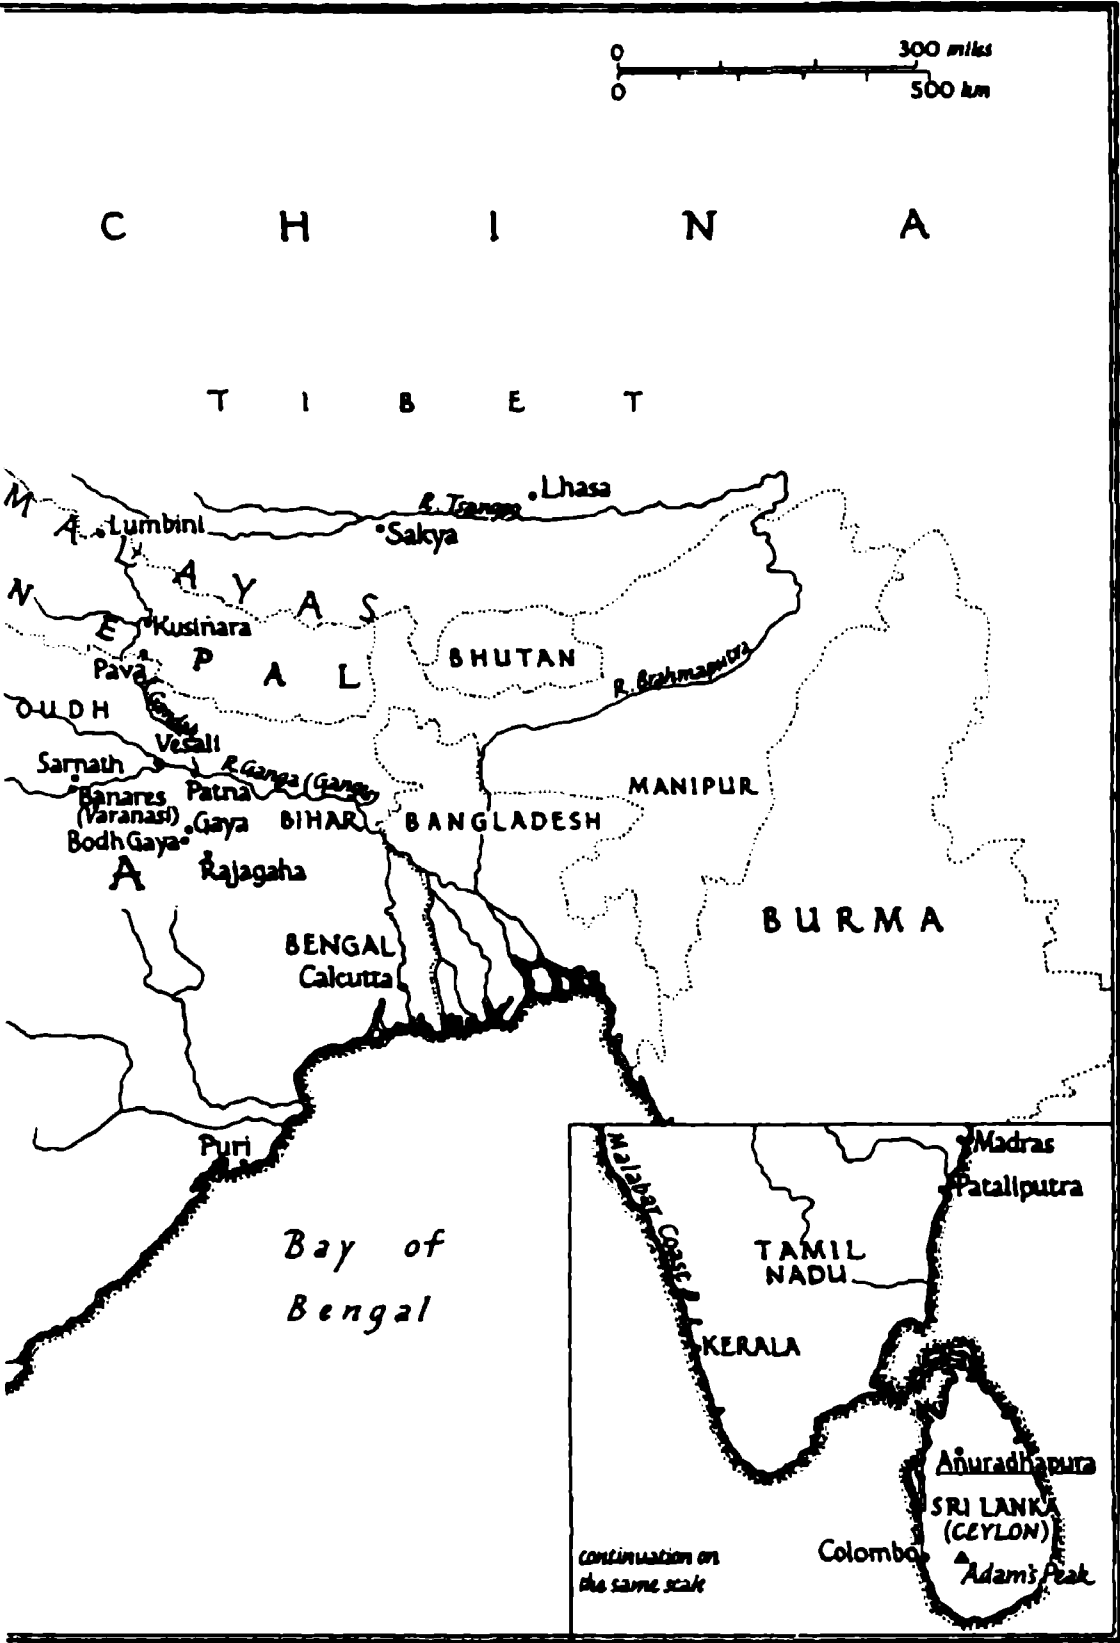 0 300 miles
0 500 km
C H I N A
T I B E T
Lhasa
R. Tsangpo
Sakya
M A L A Y A S
Lumbini
N E P A L
Kusinara
Pava
BHUTAN
R. Brahmaputra
OUDH
Gandak
Vesali
Sarnath
R. Ganga (Ganges)
Banares
(Varanasi)
Patna
MANIPUR
Gaya
BIHAR
BANGLADESH
Bodh Gaya
A
Rajagaha
BURMA
BENGAL
Calcutta
Puri
Bay of
Bengal
Malabar Coast
Madras
Pataliputra
TAMIL
NADU
KERALA
Anuradhapura
SRI LANKA
(CEYLON)
Colombo
Adam's Peak
continuation on
the same scale